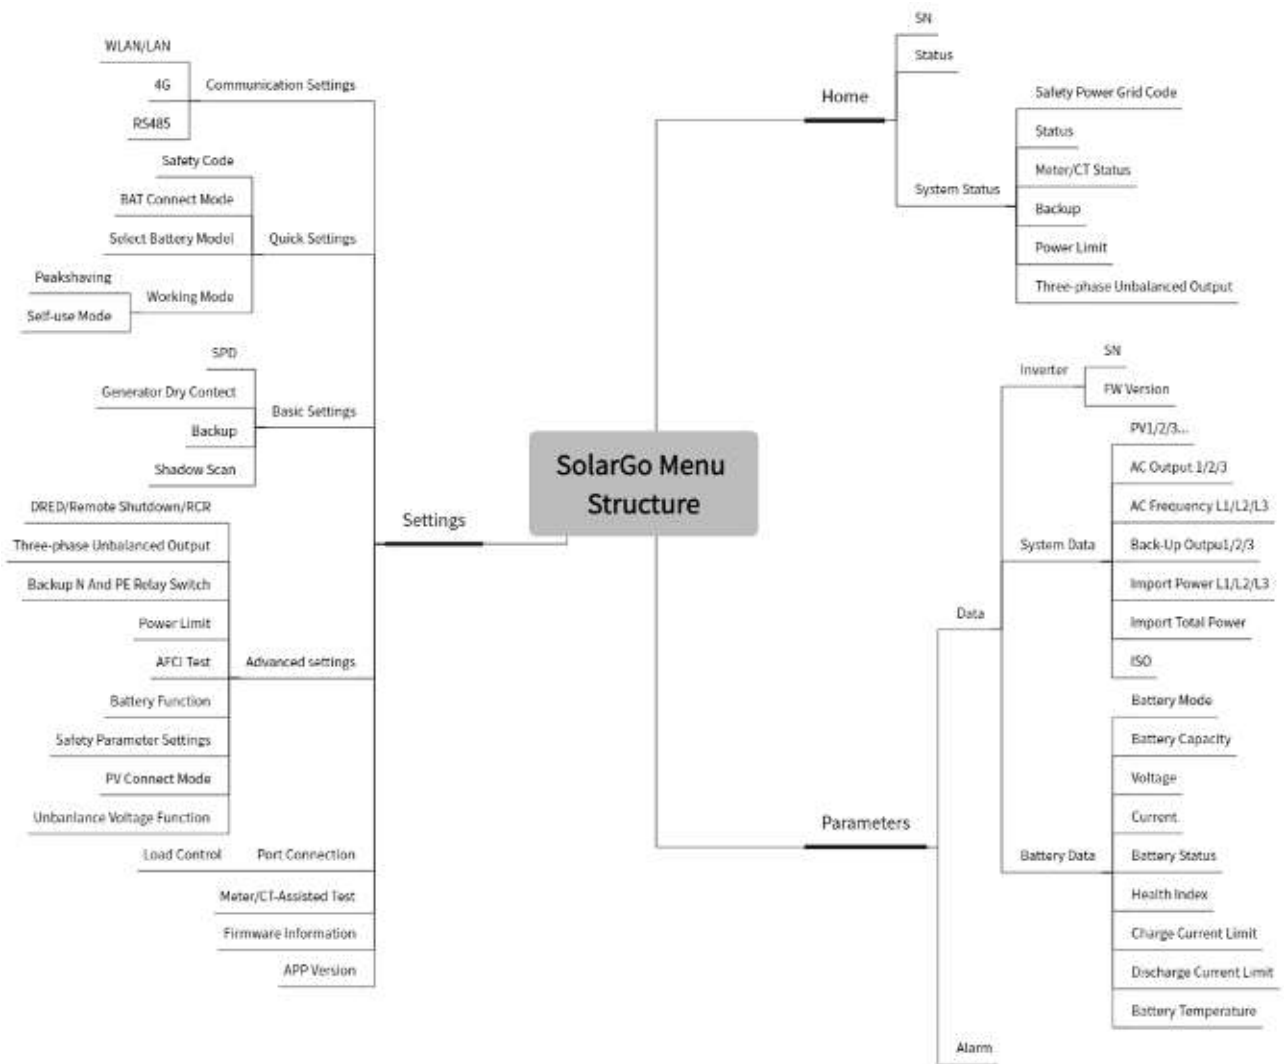 SolarGo Menu
Structure
Home
SN
Status
System Status
Safety Power Grid Code
Status
Meter/CT Status
Backup
Power Limit
Three-phase Unbalanced Output
Parameters
Data
Inverter
SN
FW Version
System Data
PV1/2/3...
AC Output 1/2/3
AC Frequency L1/L2/L3
Back-Up Outpu1/2/3
Import Power L1/L2/L3
Import Total Power
ISO
Battery Data
Battery Mode
Battery Capacity
Voltage
Current
Battery Status
Health Index
Charge Current Limit
Discharge Current Limit
Battery Temperature
Alarm
Settings
Communication Settings
WLAN/LAN
4G
RS485
Quick Settings
Safety Code
BAT Connect Mode
Select Battery Model
Working Mode
Peakshaving
Self-use Mode
Basic Settings
SPD
Generator Dry Contect
Backup
Shadow Scan
Advanced settings
DRED/Remote Shutdown/RCR
Three-phase Unbalanced Output
Backup N And PE Relay Switch
Power Limit
AFCI Test
Battery Function
Safety Parameter Settings
PV Connect Mode
Unbanlance Voltage Function
Port Connection
Load Control
Meter/CT-Assisted Test
Firmware Information
APP Version